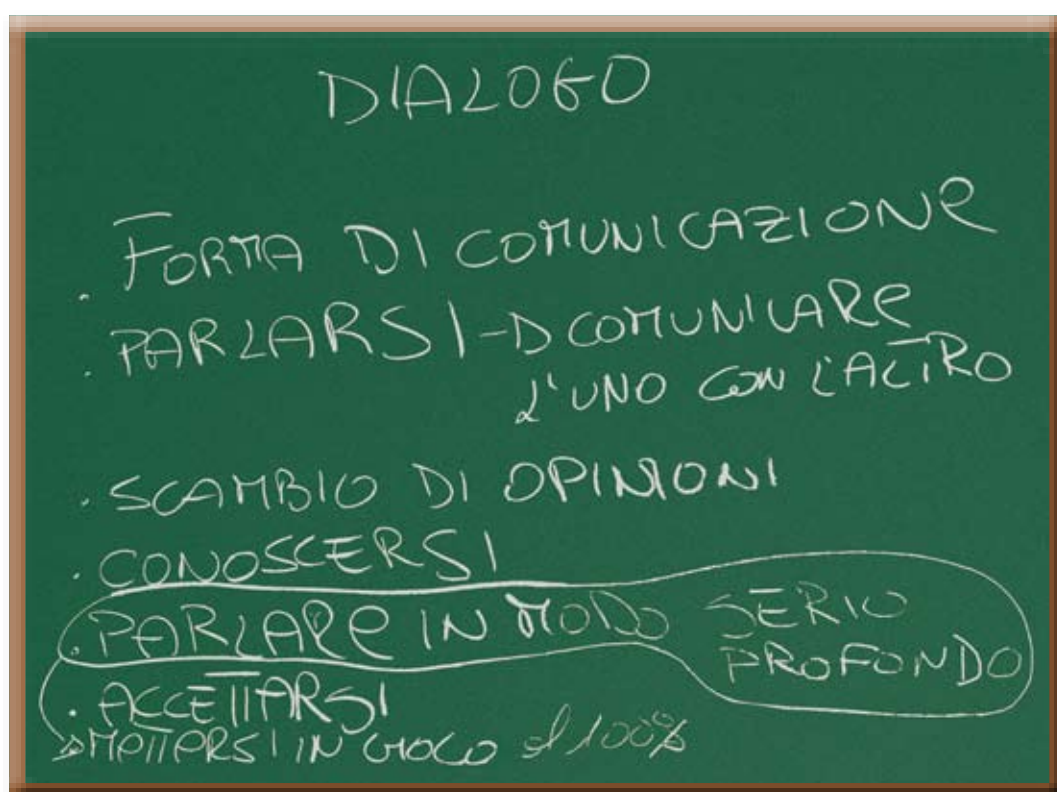 DIALOGO
. FORMA DI COMUNICAZIONE
. PARLARSI -D COMUNICARE
L'UNO CON L'ALTRO
. SCAMBIO DI OPINIONI
. CONOSCERSI
. PARLARE IN MODO SERIO
PROFONDO
. ACCETTARSI
METTERSI IN GIOCO al 100%